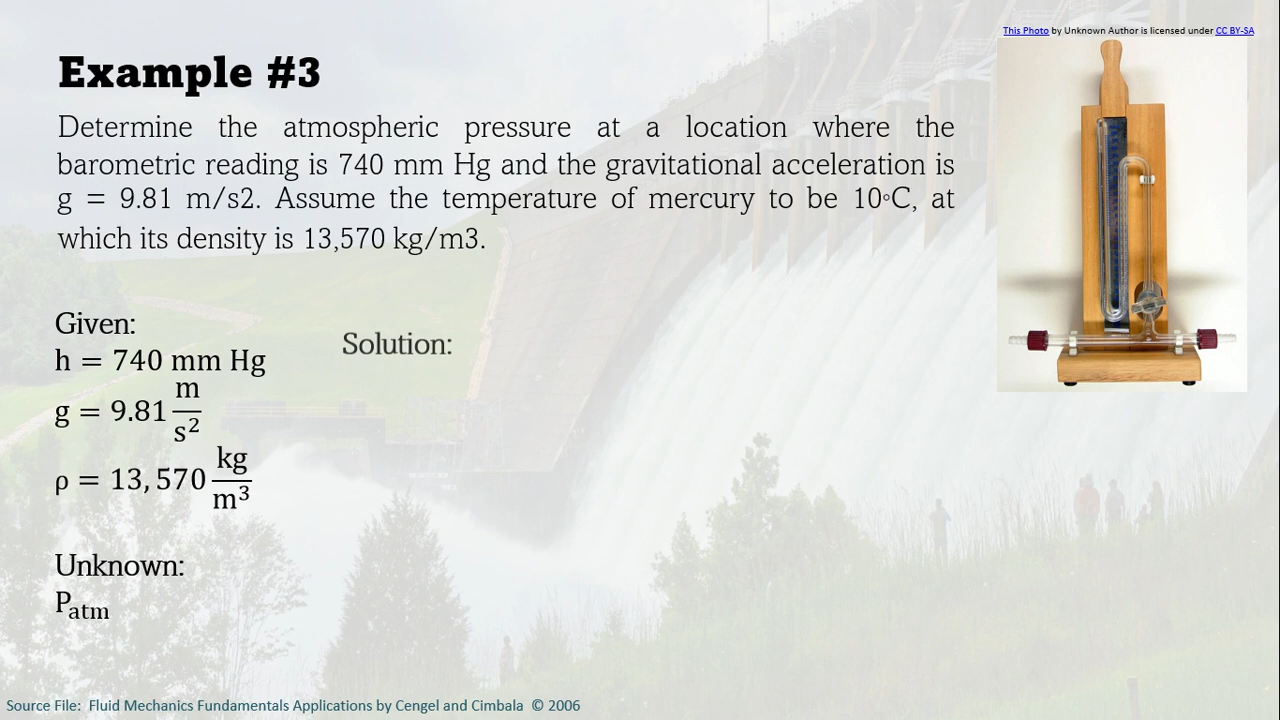 This Photo by Unknown Author is licensed under CC BY-SA
Example #3
Determine the atmospheric pressure at a location where the
barometric reading is 740 mm Hg and the gravitational acceleration is
g = 9.81 m/s2. Assume the temperature of mercury to be 10◦C, at
which its density is 13,570 kg/m3.
Given:
Solution:
h = 740 mm Hg
g = 9.81 m/s²
ρ = 13, 570 kg/m³
Unknown:
Pₐₜₘ
Source File: Fluid Mechanics Fundamentals Applications by Cengel and Cimbala © 2006